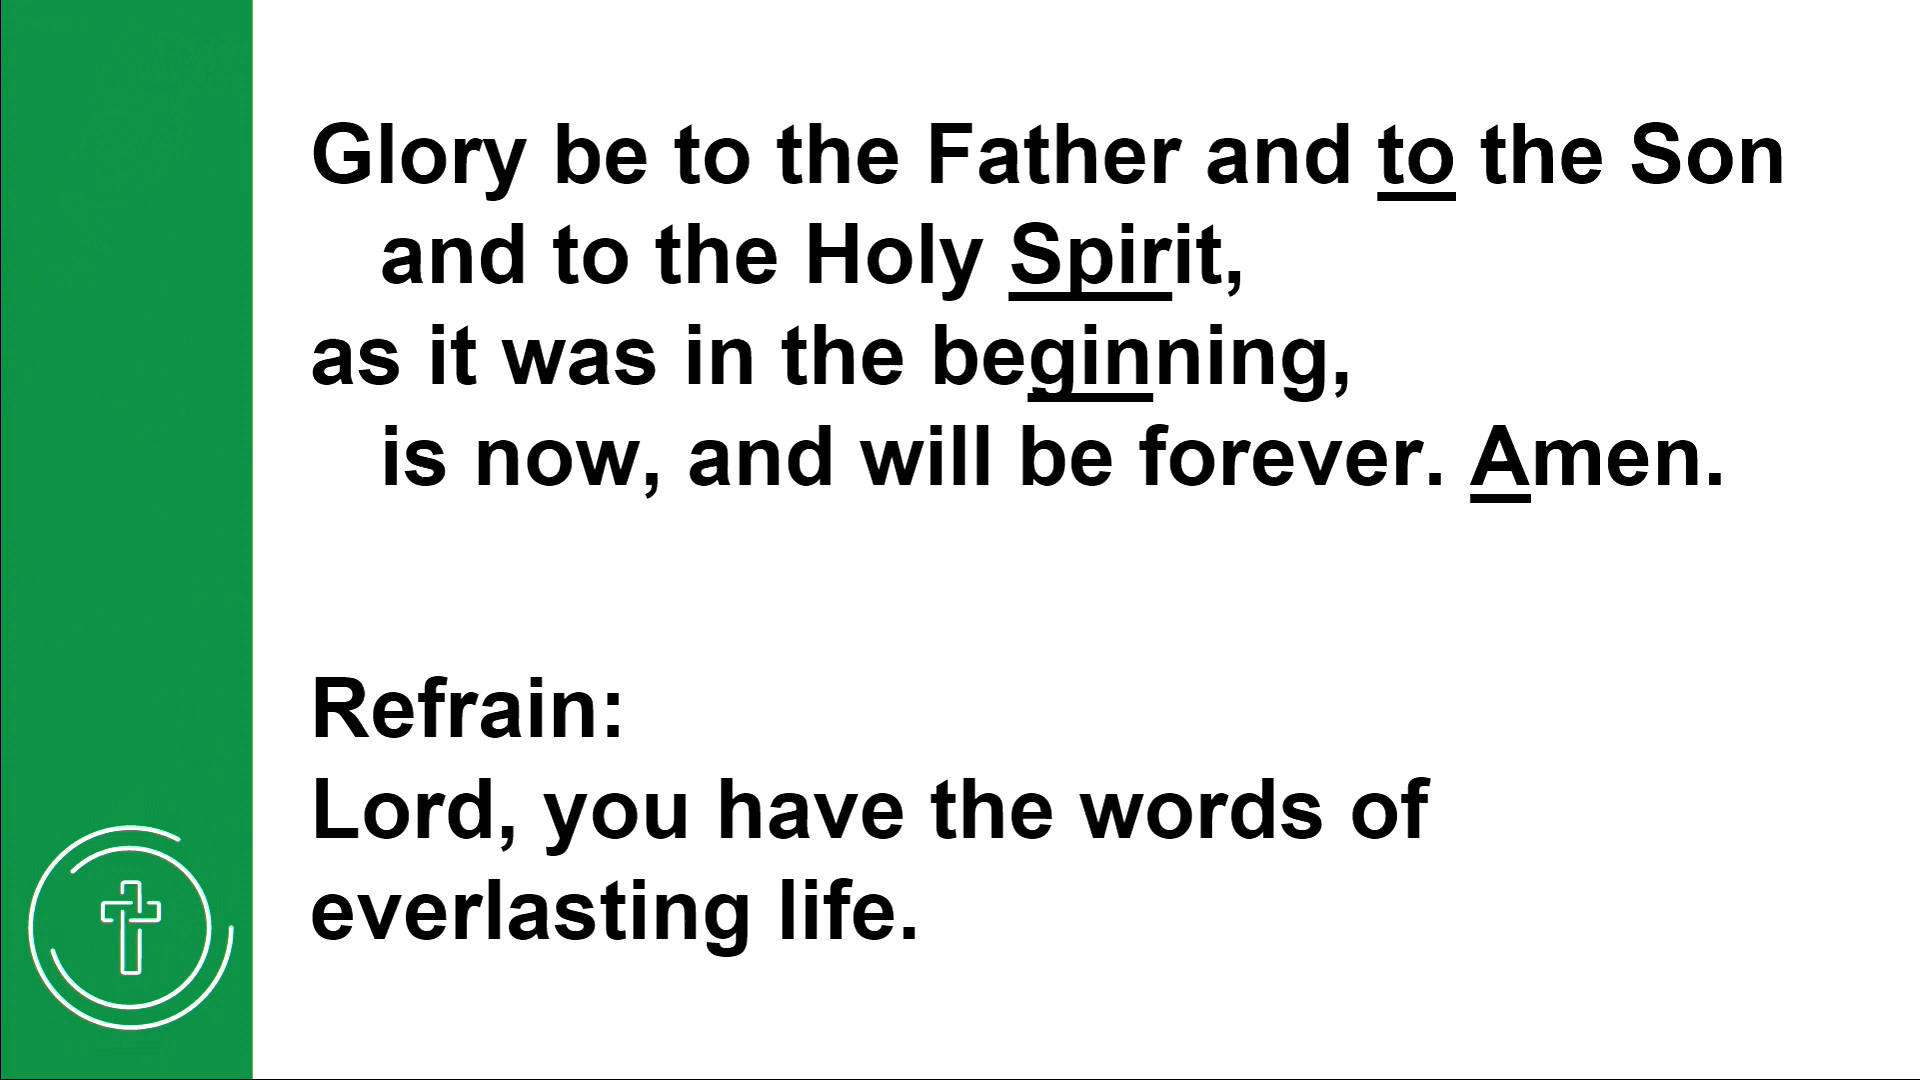 Glory be to the Father and to the Son
and to the Holy Spirit,
as it was in the beginning,
is now, and will be forever. Amen.
Refrain:
Lord, you have the words of
everlasting life.